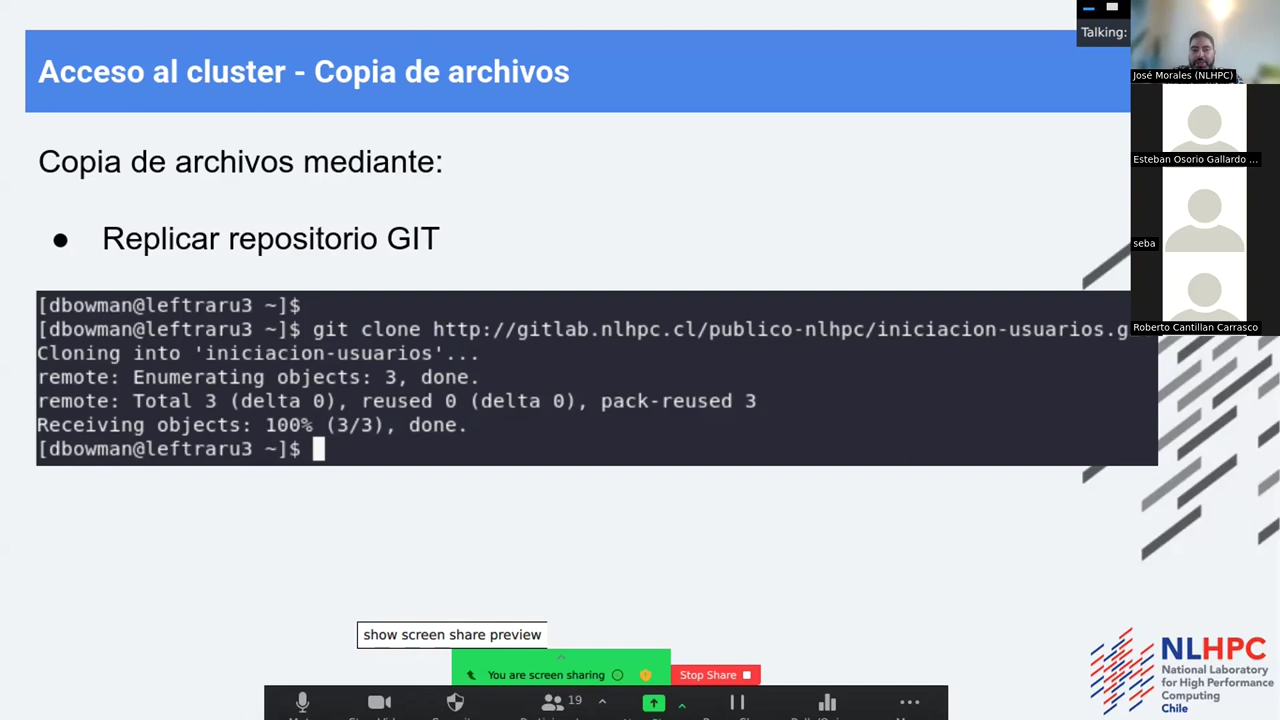 Acceso al cluster - Copia de archivos
Talking:
José Morales (NLHPC)
Copia de archivos mediante:
Esteban Osorio Gallardo ...
● Replicar repositorio GIT
seba
[dbowman@leftraru3 ~]$
[dbowman@leftraru3 ~]$ git clone http://gitlab.nlhpc.cl/publico-nlhpc/iniciacion-usuarios.g
Roberto Cantillan Carrasco
Cloning into 'iniciacion-usuarios'...
remote: Enumerating objects: 3, done.
remote: Total 3 (delta 0), reused 0 (delta 0), pack-reused 3
Receiving objects: 100% (3/3), done.
[dbowman@leftraru3 ~]$
show screen share preview
You are screen sharing
Stop Share
19
NLHPC
National Laboratory
for High Performance
Computing
Chile